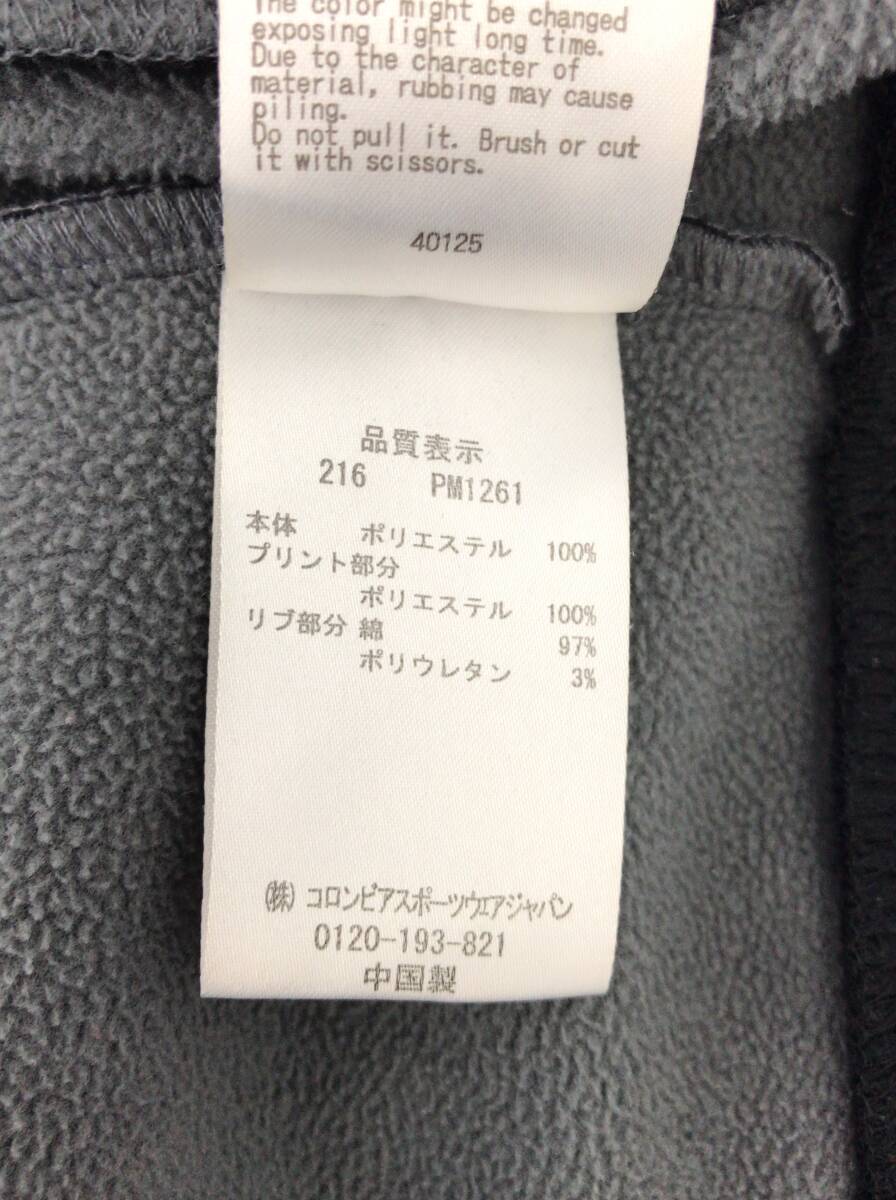 The color might be changed
exposing light long time.
Due to the character of
material, rubbing may cause
piling.
Do not pull it. Brush or cut
it with scissors.
40125
品質表示
216 PM1261
本体 ポリエステル 100%
プリント部分
ポリエステル 100%
リブ部分 綿 97%
ポリウレタン 3%
㈱ コロンビアスポーツウエアジャパン
0120-193-821
中国製